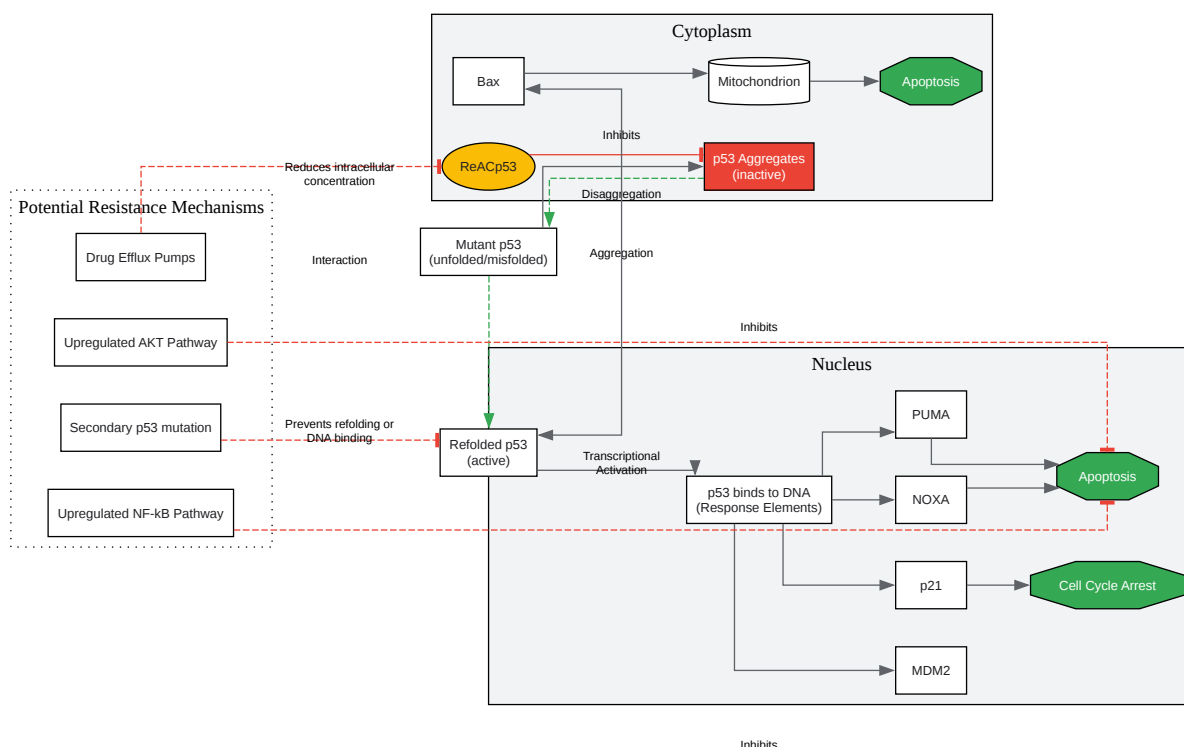 Cytoplasm
Bax
Mitochondrion
Apoptosis
Inhibits
ReACp53
p53 Aggregates
(inactive)
Reduces intracellular
concentration
Disaggregation
Potential Resistance Mechanisms
Drug Efflux Pumps
Interaction
Mutant p53
(unfolded/misfolded)
Aggregation
Upregulated AKT Pathway
Inhibits
Nucleus
Secondary p53 mutation
Prevents refolding or
DNA binding
Refolded p53
(active)
Transcriptional
Activation
PUMA
p53 binds to DNA
(Response Elements)
NOXA
Apoptosis
Upregulated NF-kB Pathway
p21
Cell Cycle Arrest
MDM2
Inhibits